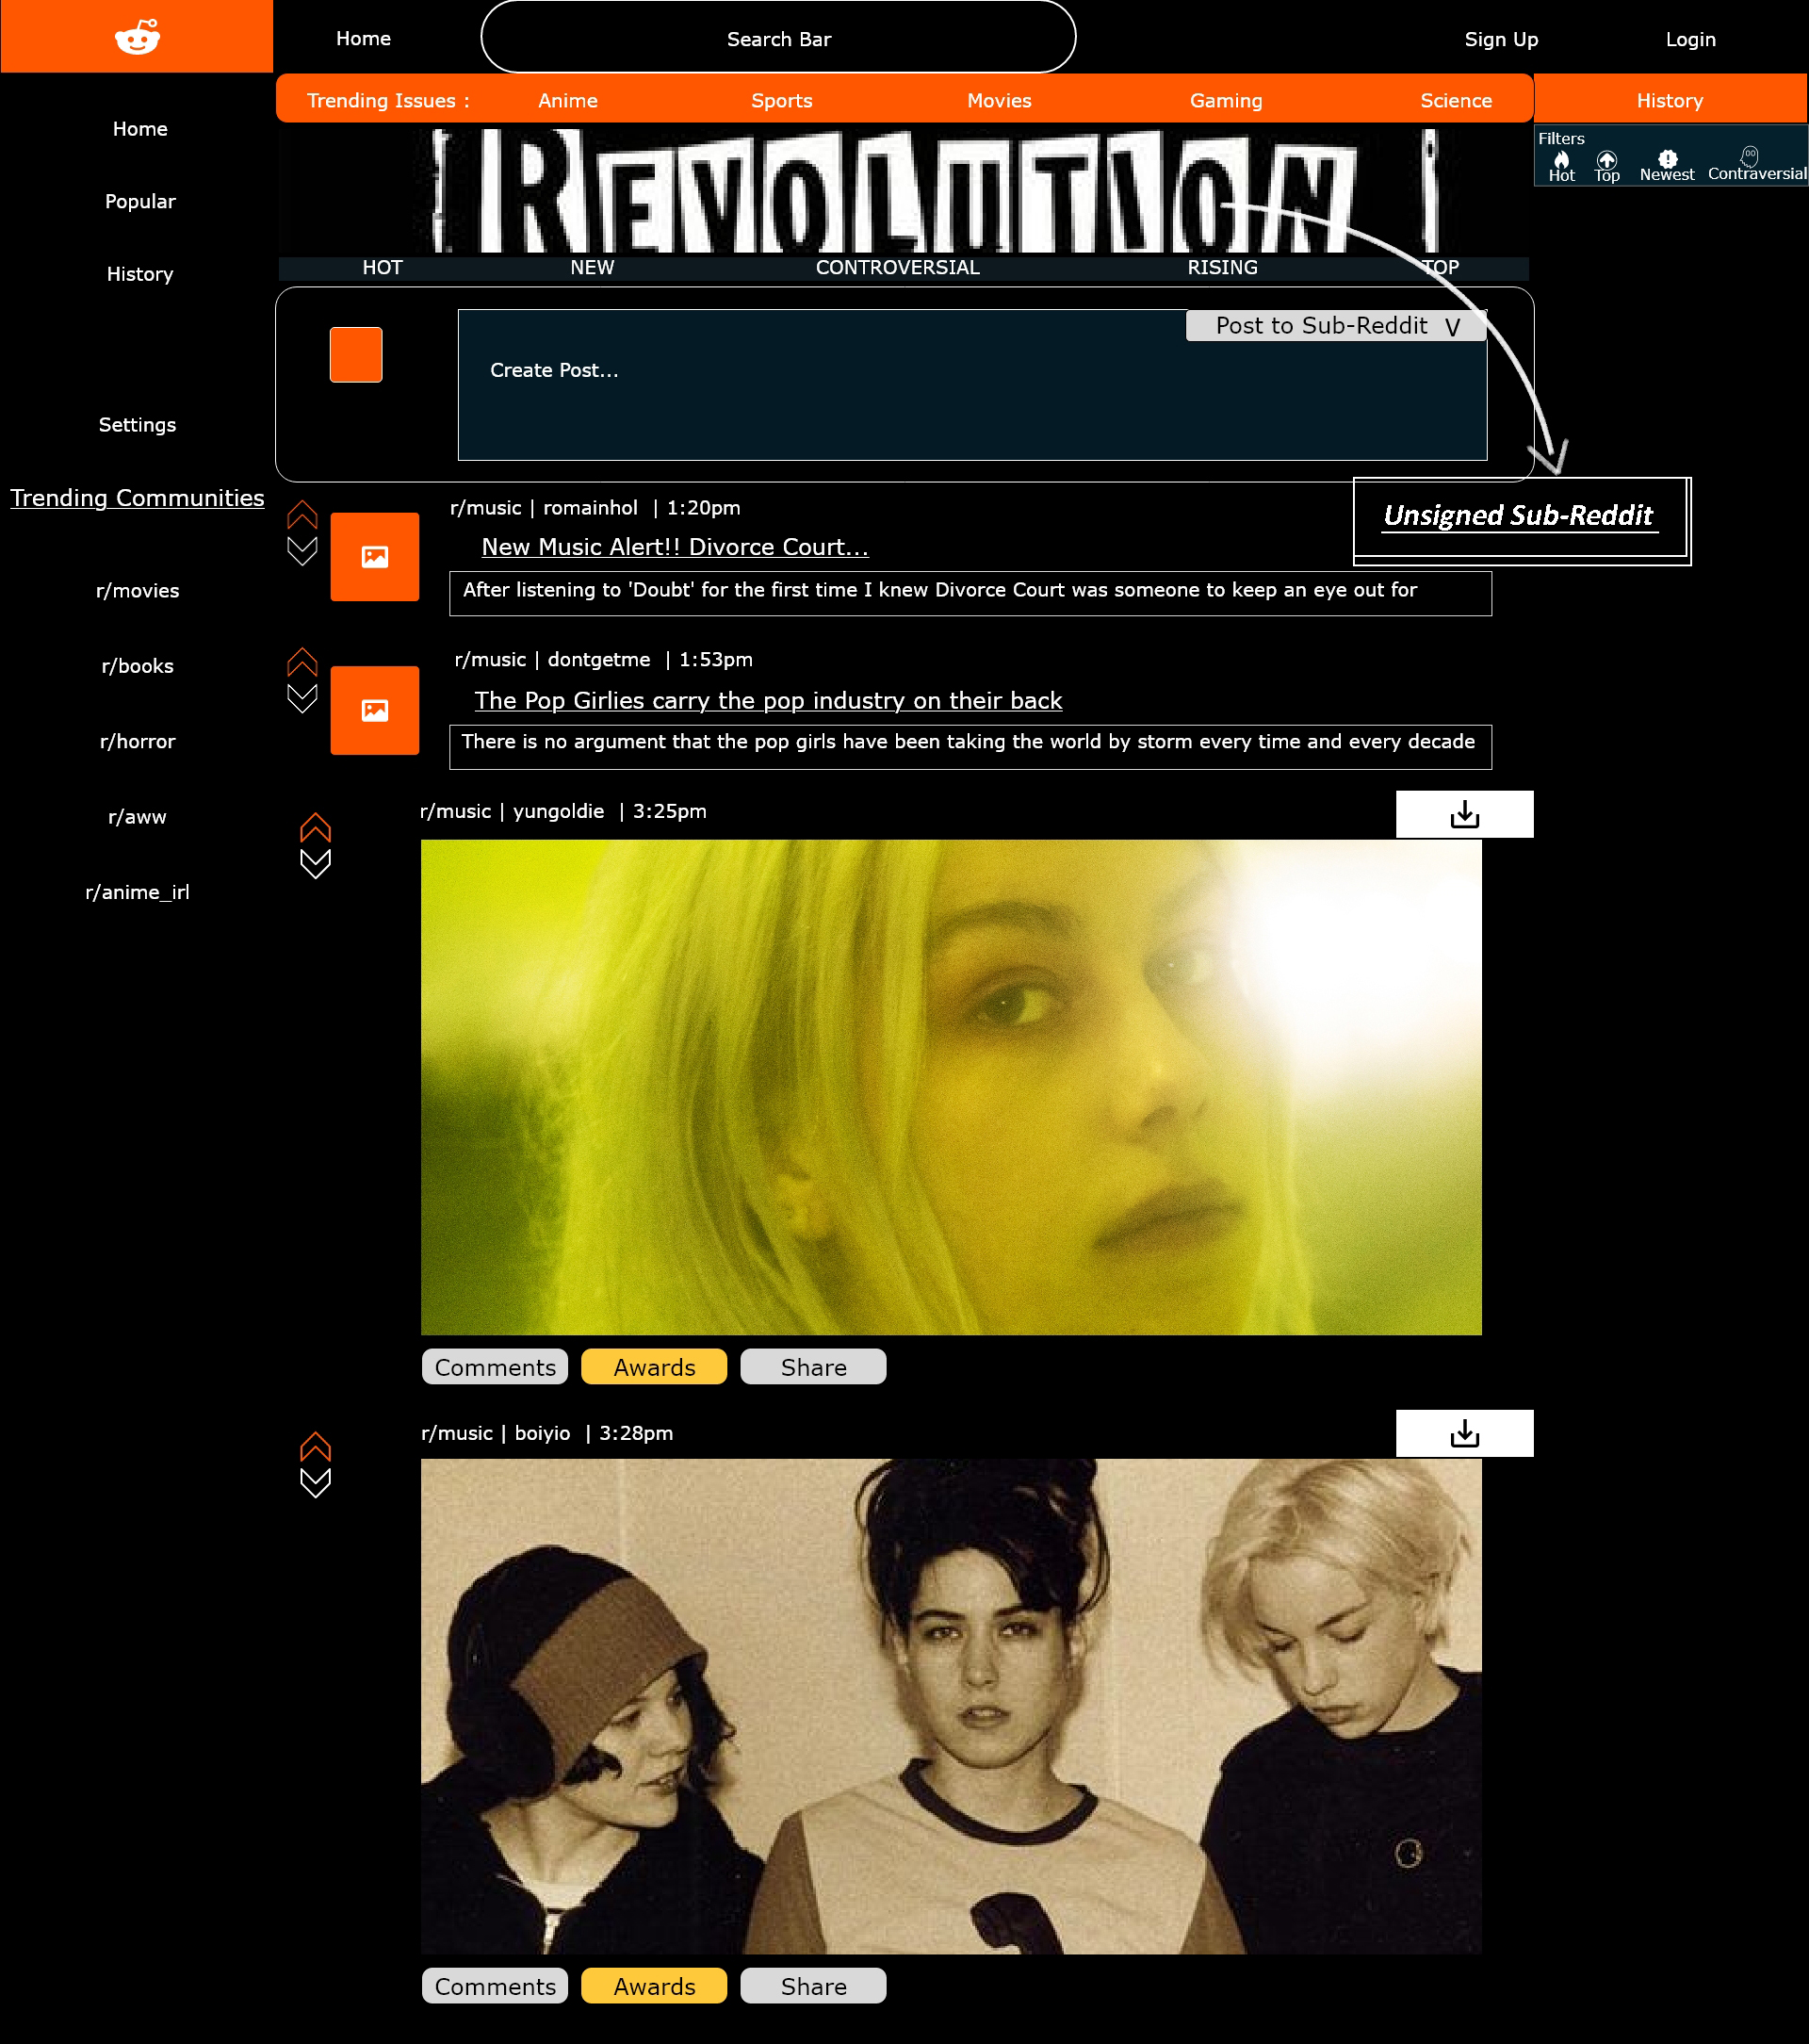 Home
Search Bar
Sign Up
Login
Trending Issues :
Anime
Sports
Movies
Gaming
Science
History
Home
Popular
History
Settings
Trending Communities
r/movies
r/books
r/horror
r/aww
r/anime_irl
Filters
Hot
Top
Newest
Contraversial
REVOLUTION
HOT
NEW
CONTROVERSIAL
RISING
TOP
Post to Sub-Reddit V
Create Post...
Unsigned Sub-Reddit
r/music | romainhol | 1:20pm
New Music Alert!! Divorce Court...
After listening to 'Doubt' for the first time I knew Divorce Court was someone to keep an eye out for
r/music | dontgetme | 1:53pm
The Pop Girlies carry the pop industry on their back
There is no argument that the pop girls have been taking the world by storm every time and every decade
r/music | yungoldie | 3:25pm
Comments
Awards
Share
r/music | boiyio | 3:28pm
Comments
Awards
Share